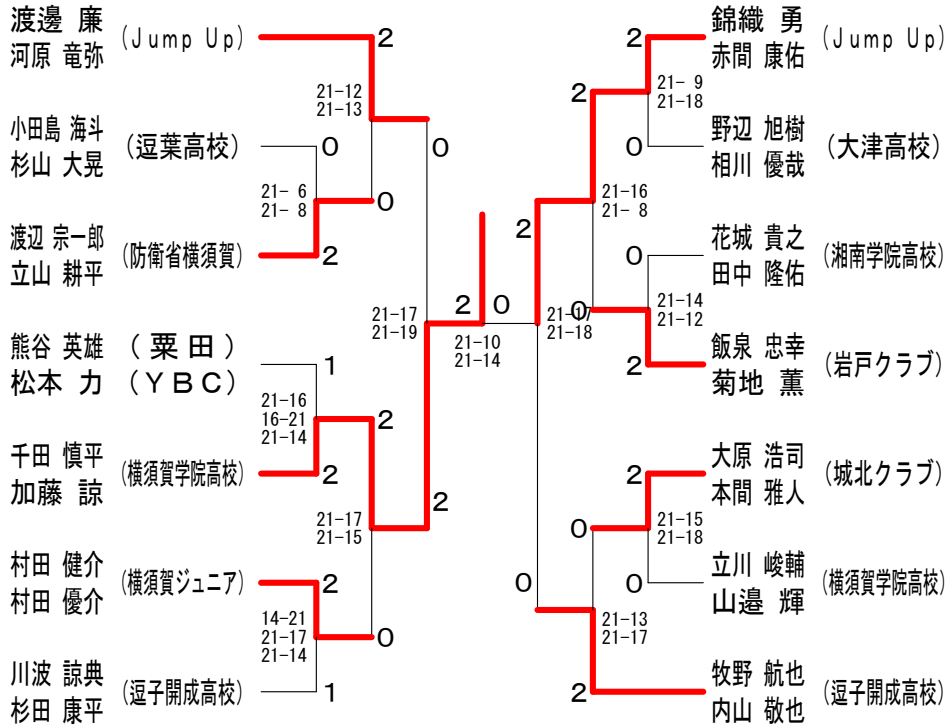 渡邊 廉
河原 竜弥
(Jump Up)
2
21-12
21-13
小田島 海斗
杉山 大晃
(逗葉高校)
0
0
21- 6
21- 8
0
渡辺 宗一郎
立山 耕平
(防衛省横須賀)
2
21-17
21-19
2
0
21-10
21-14
熊谷 英雄
松本 力
(粟田)
(YBC)
1
21-16
16-21
21-14
2
千田 慎平
加藤 諒
(横須賀学院高校)
2
21-17
21-15
2
村田 健介
村田 優介
(横須賀ジュニア)
2
14-21
21-17
21-14
0
川波 諒典
杉田 康平
(逗子開成高校)
1
錦織 勇
赤間 康佑
(Jump Up)
2
21- 9
21-18
2
野辺 旭樹
相川 優哉
(大津高校)
0
21-16
21- 8
2
花城 貴之
田中 隆佑
(湘南学院高校)
0
21-14
21-12
0
21-17
21-18
飯泉 忠幸
菊地 薫
(岩戸クラブ)
2
大原 浩司
本間 雅人
(城北クラブ)
2
21-15
21-18
0
立川 峻輔
山邉 輝
(横須賀学院高校)
0
0
21-13
21-17
牧野 航也
内山 敬也
(逗子開成高校)
2